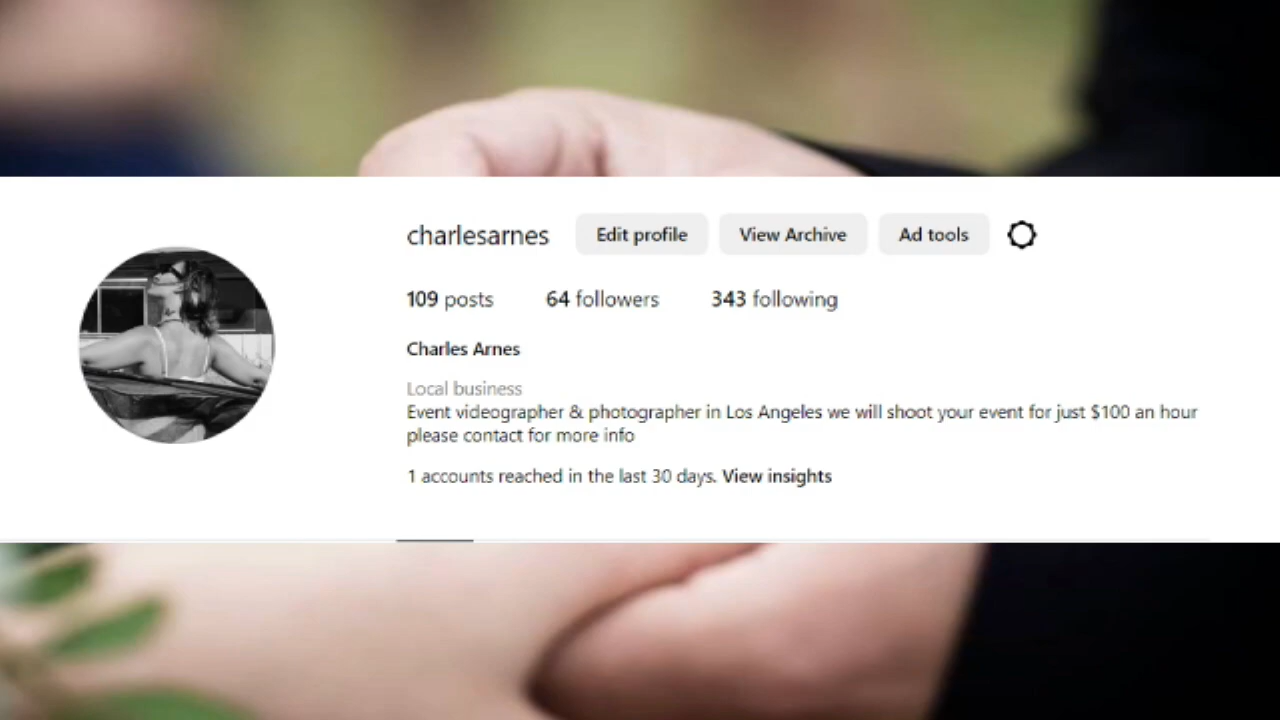 charlesarnes Edit profile View Archive Ad tools
109 posts 64 followers 343 following
Charles Arnes
Local business
Event videographer & photographer in Los Angeles we will shoot your event for just $100 an hour
please contact for more info
1 accounts reached in the last 30 days. View insights